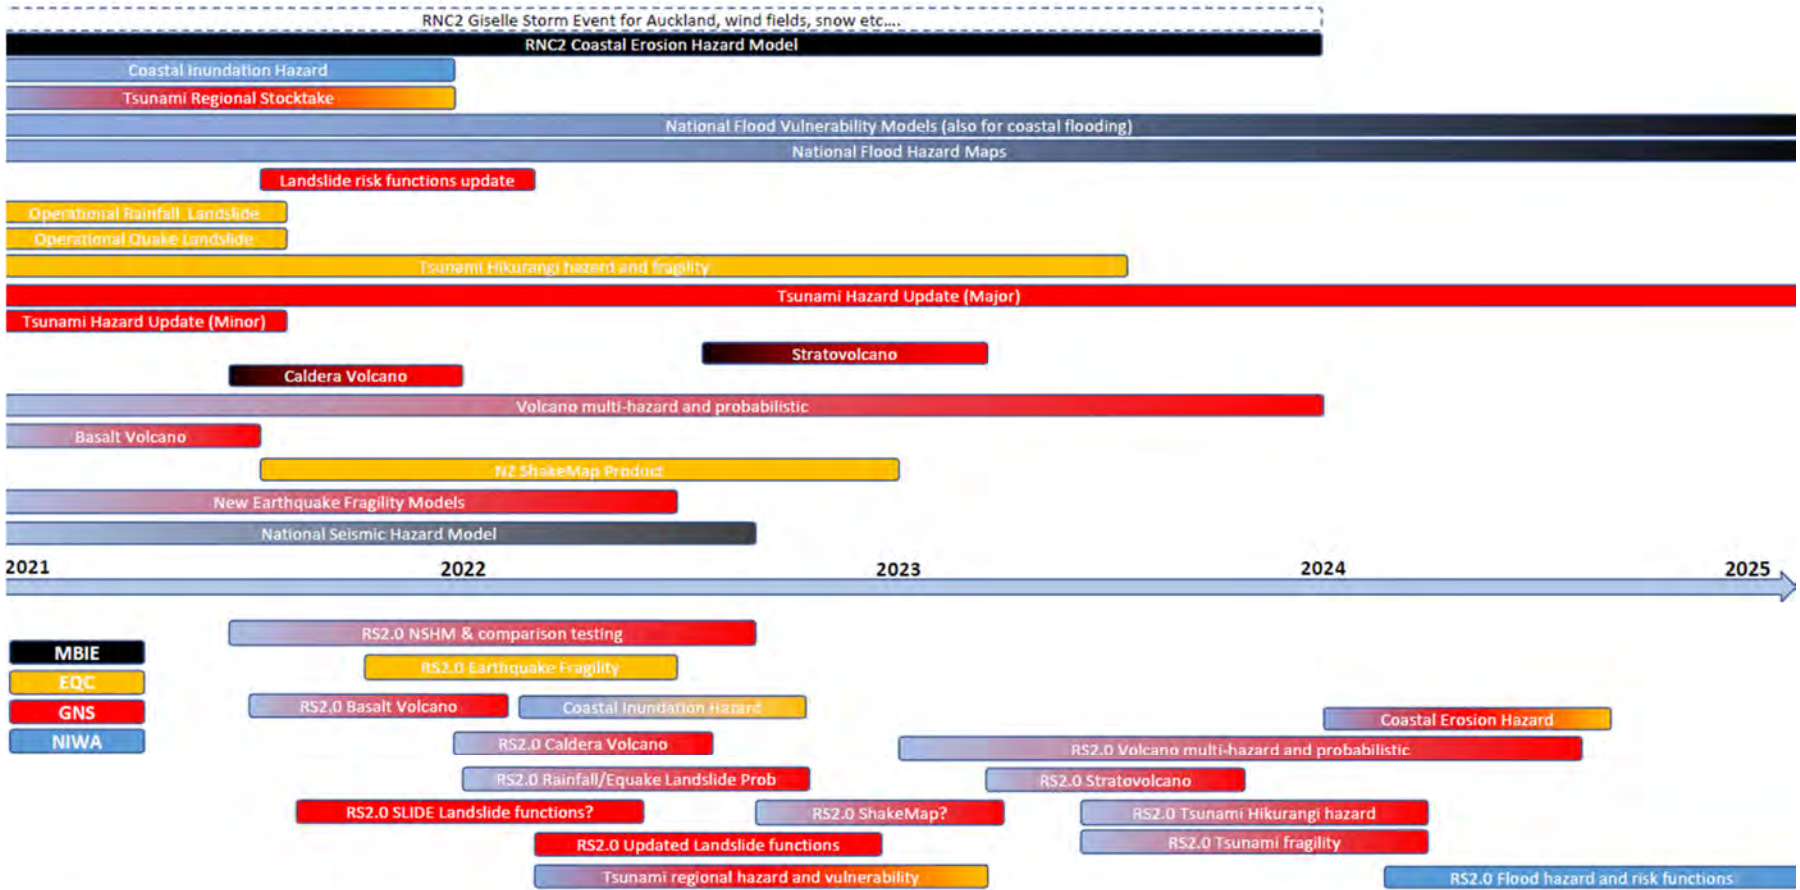 RNC2 Giselle Storm Event for Auckland, wind fields, snow etc....
RNC2 Coastal Erosion Hazard Model
Coastal Inundation Hazard
Tsunami Regional Stocktake
National Flood Vulnerability Models (also for coastal flooding)
National Flood Hazard Maps
Landslide risk functions update
Operational Rainfall Landslide
Operational Quake Landslide
Tsunami Hikurangi hazard and fragility
Tsunami Hazard Update (Major)
Tsunami Hazard Update (Minor)
Stratovolcano
Caldera Volcano
Volcano multi-hazard and probabilistic
Basalt Volcano
NZ ShakeMap Product
New Earthquake Fragility Models
National Seismic Hazard Model
2021 2022 2023 2024 2025
RS2.0 NSHM & comparison testing
MBIE
RS2.0 Earthquake Fragility
EQC
RS2.0 Basalt Volcano Coastal Inundation Hazard
GNS
Coastal Erosion Hazard
NIWA
RS2.0 Caldera Volcano RS2.0 Volcano multi-hazard and probabilistic
RS2.0 Rainfall/Equake Landslide Prob RS2.0 Stratovolcano
RS2.0 SLIDE Landslide functions? RS2.0 ShakeMap? RS2.0 Tsunami Hikurangi hazard
RS2.0 Updated Landslide functions RS2.0 Tsunami fragility
Tsunami regional hazard and vulnerability RS2.0 Flood hazard and risk functions